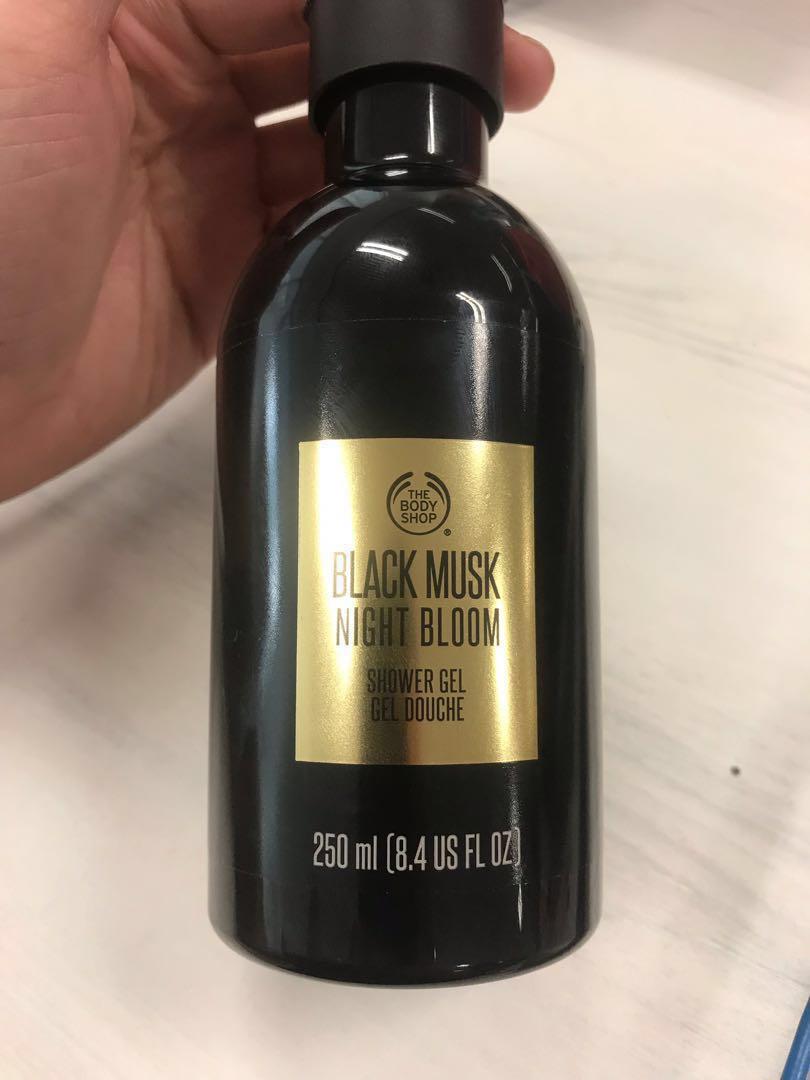 THE
BODY
SHOP®
BLACK MUSK
NIGHT BLOOM
SHOWER GEL
GEL DOUCHE
250 ml (8.4 US FL OZ)